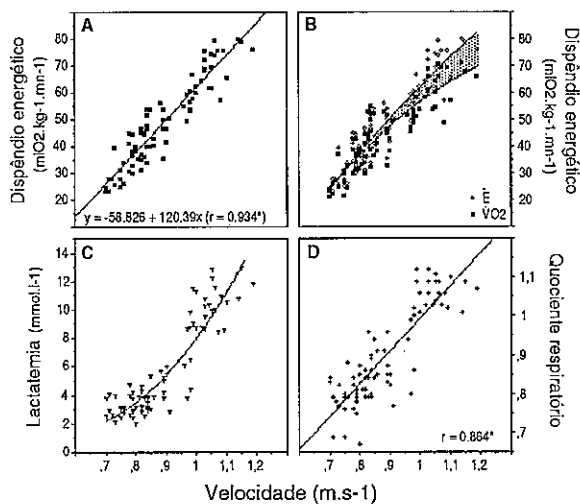 A
B
Dispêndio energético
(mlO2.kg-1.mn-1)
80
70
60
50
40
30
20
y = -58.826 + 120.39x (r = 0.934*)
Ė
V̇O2
80
70
60
50
40
30
20
Dispêndio energético
(mlO2.kg-1.mn-1)
C
D
Lactatemia (mmol.l-1)
14
12
10
8
6
4
2
0
r = 0.864*
1,1
1
,9
,8
,7
Quociente respiratório
,7 ,8 ,9 1 1,1 1,2
,7 ,8 ,9 1 1,1 1,2
Velocidade (m.s-1)